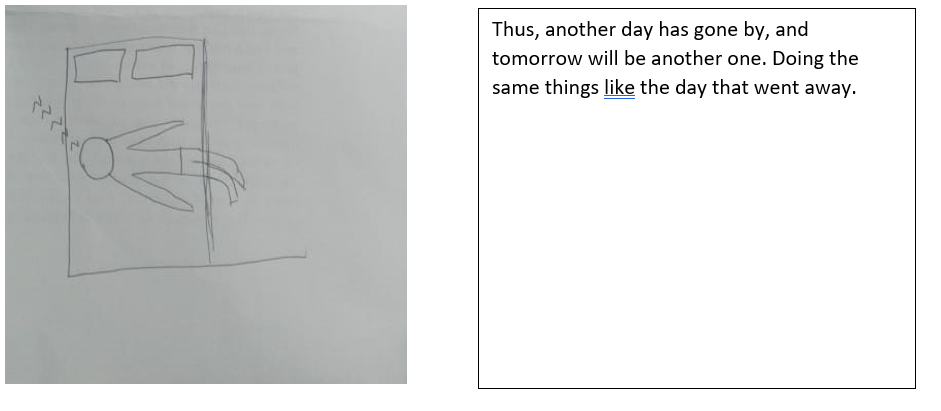 z z z z z
Thus, another day has gone by, and
tomorrow will be another one. Doing the
same things like the day that went away.